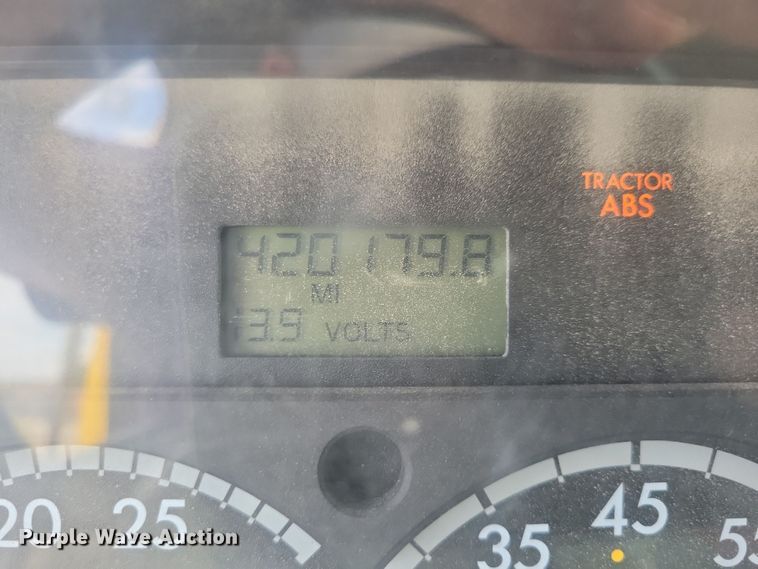 TRACTOR
ABS
420179.8
MI
13.9 VOLTS
20 25
35 45 55
Purple Wave Auction